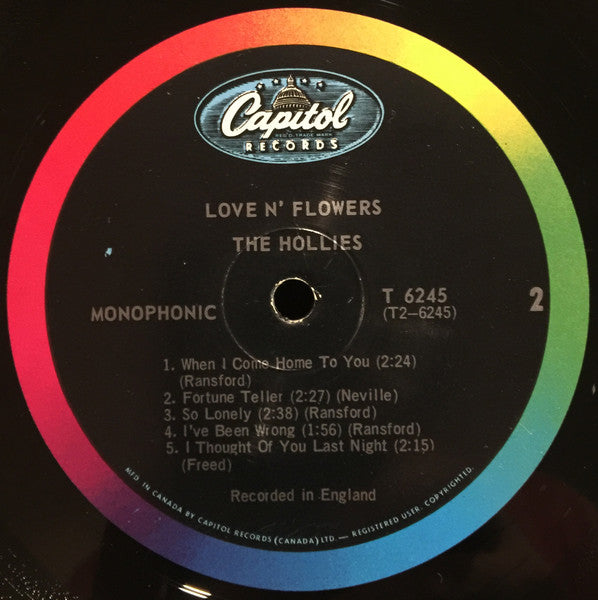 Capitol
REG'D. TRADE MARK
RECORDS
LOVE N' FLOWERS
THE HOLLIES
MONOPHONIC
T 6245
(T2-6245)
2
1. When I Come Home To You (2:24)
(Ransford)
2. Fortune Teller (2:27) (Neville)
3. So Lonely (2:38) (Ransford)
4. I've Been Wrong (1:56) (Ransford)
5. I Thought Of You Last Night (2:15)
(Freed)
Recorded in England
MFD. IN CANADA BY CAPITOL RECORDS (CANADA) LTD. — REGISTERED USER. COPYRIGHTED.